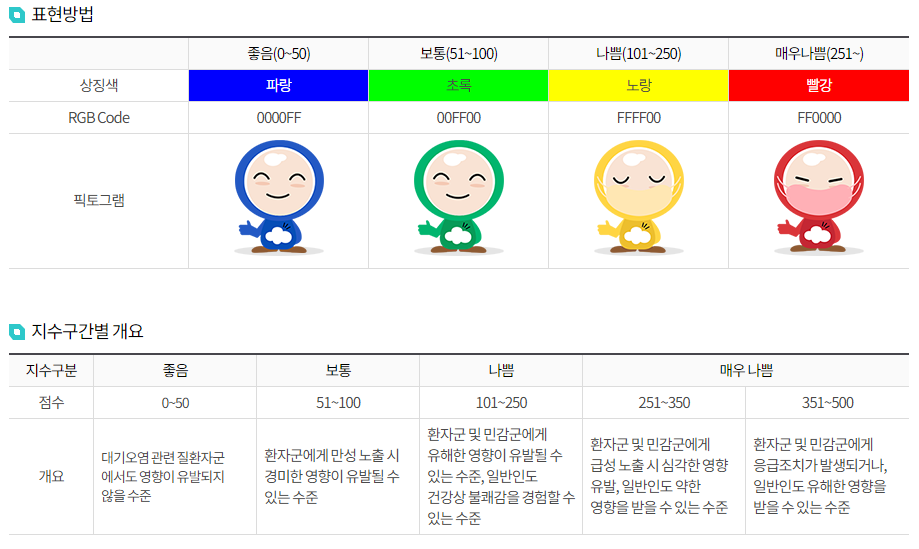 표현방법
좋음(0~50) 보통(51~100) 나쁨(101~250) 매우나쁨(251~)
상징색 파랑 초록 노랑 빨강
RGB Code 0000FF 00FF00 FFFF00 FF0000
픽토그램
지수구간별 개요
지수구분 좋음 보통 나쁨 매우 나쁨
점수 0~50 51~100 101~250 251~350 351~500
개요
대기오염 관련 질환자군
에서도 영향이 유발되지
않을 수준
환자군에게 만성 노출 시
경미한 영향이 유발될 수
있는 수준
환자군 및 민감군에게
유해한 영향이 유발될 수
있는 수준, 일반인도
건강상 불쾌감을 경험할 수
있는 수준
환자군 및 민감군에게
급성 노출 시 심각한 영향
유발, 일반인도 약한
영향을 받을 수 있는 수준
환자군 및 민감군에게
응급조치가 발생되거나,
일반인도 유해한 영향을
받을 수 있는 수준